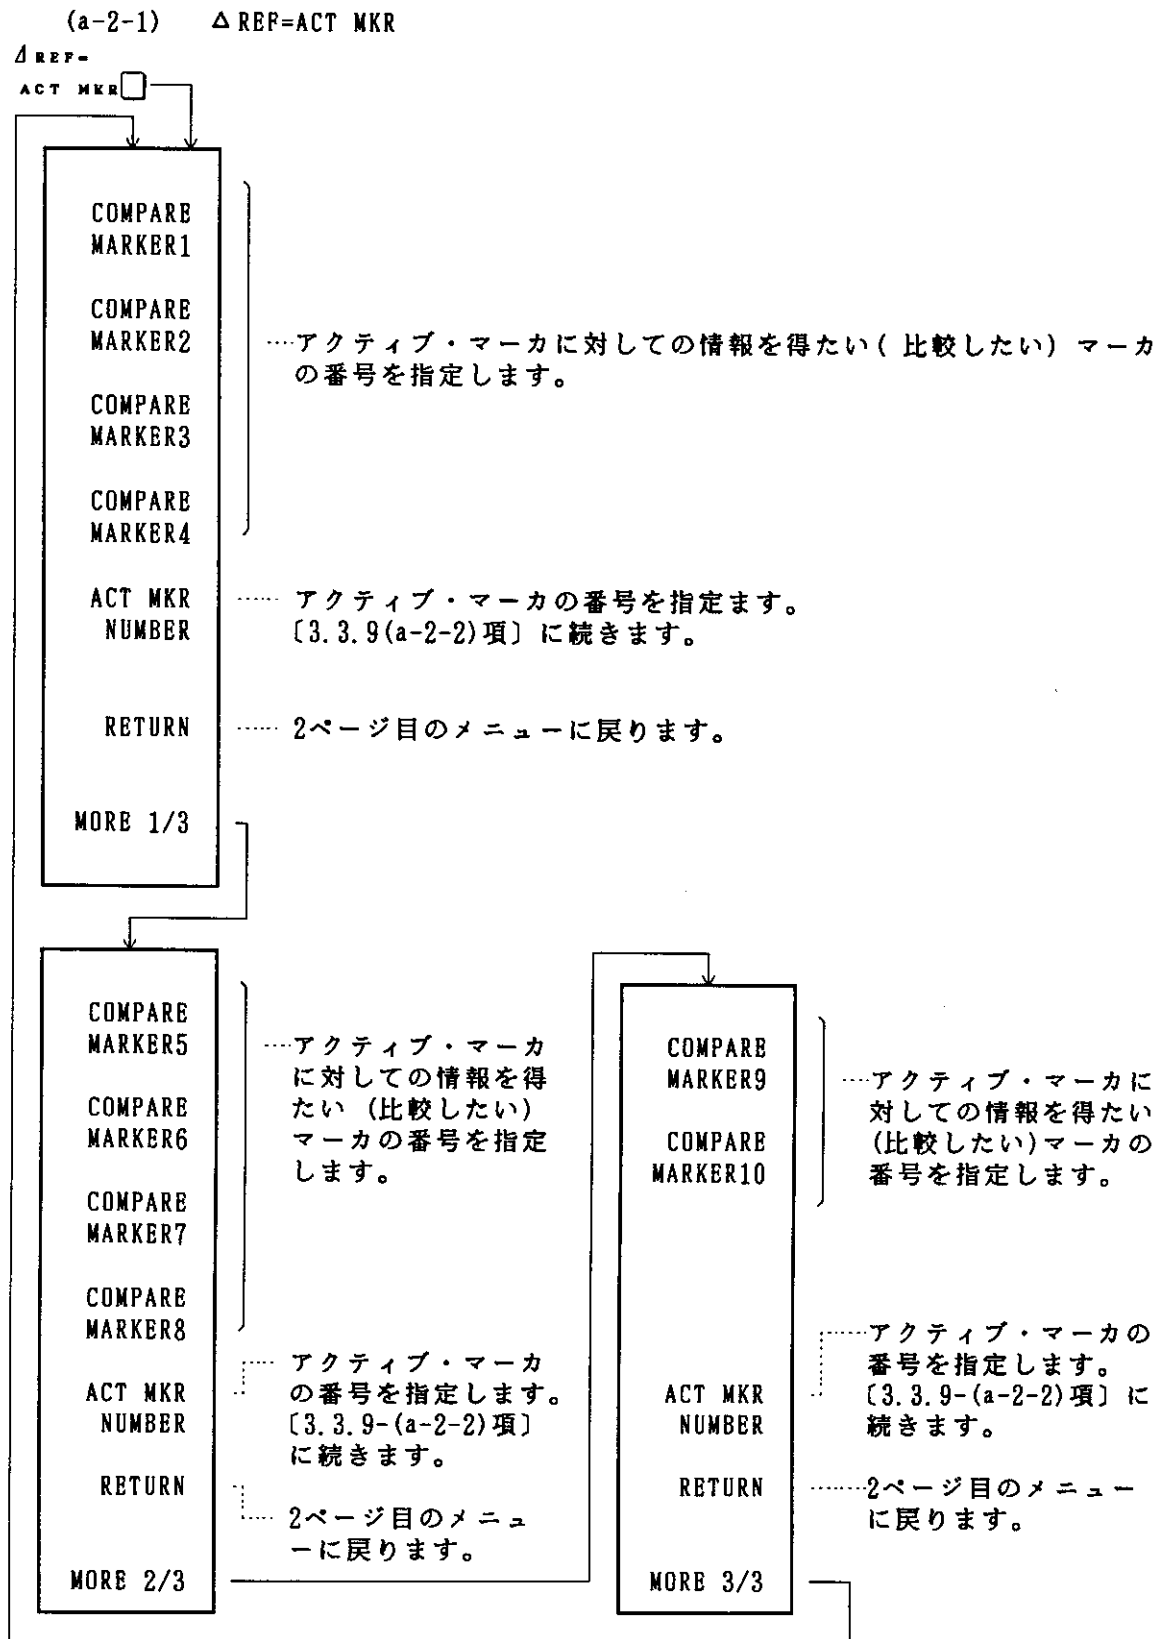 (a-2-1) △REF=ACT MKR
⊿REF=
ACT MKR
COMPARE
MARKER1
COMPARE
MARKER2
COMPARE
MARKER3
COMPARE
MARKER4
····アクティブ・マーカに対しての情報を得たい( 比較したい) マーカ
の番号を指定します。
ACT MKR
NUMBER
····· アクティブ・マーカの番号を指定ます。
〔3.3.9(a-2-2)項〕に続きます。
RETURN
····· 2ページ目のメニューに戻ります。
MORE 1/3
COMPARE
MARKER5
COMPARE
MARKER6
COMPARE
MARKER7
COMPARE
MARKER8
····アクティブ・マーカ
に対しての情報を得
たい (比較したい)
マーカの番号を指定
します。
ACT MKR
NUMBER
····· アクティブ・マーカ
の番号を指定します。
〔3.3.9-(a-2-2)項〕
に続きます。
RETURN
····· 2ページ目のメニュ
ーに戻ります。
MORE 2/3
COMPARE
MARKER9
COMPARE
MARKER10
····アクティブ・マーカに
対しての情報を得たい
(比較したい)マーカの
番号を指定します。
ACT MKR
NUMBER
······アクティブ・マーカの
番号を指定します。
〔3.3.9-(a-2-2)項〕に
続きます。
RETURN
·······2ページ目のメニュー
に戻ります。
MORE 3/3